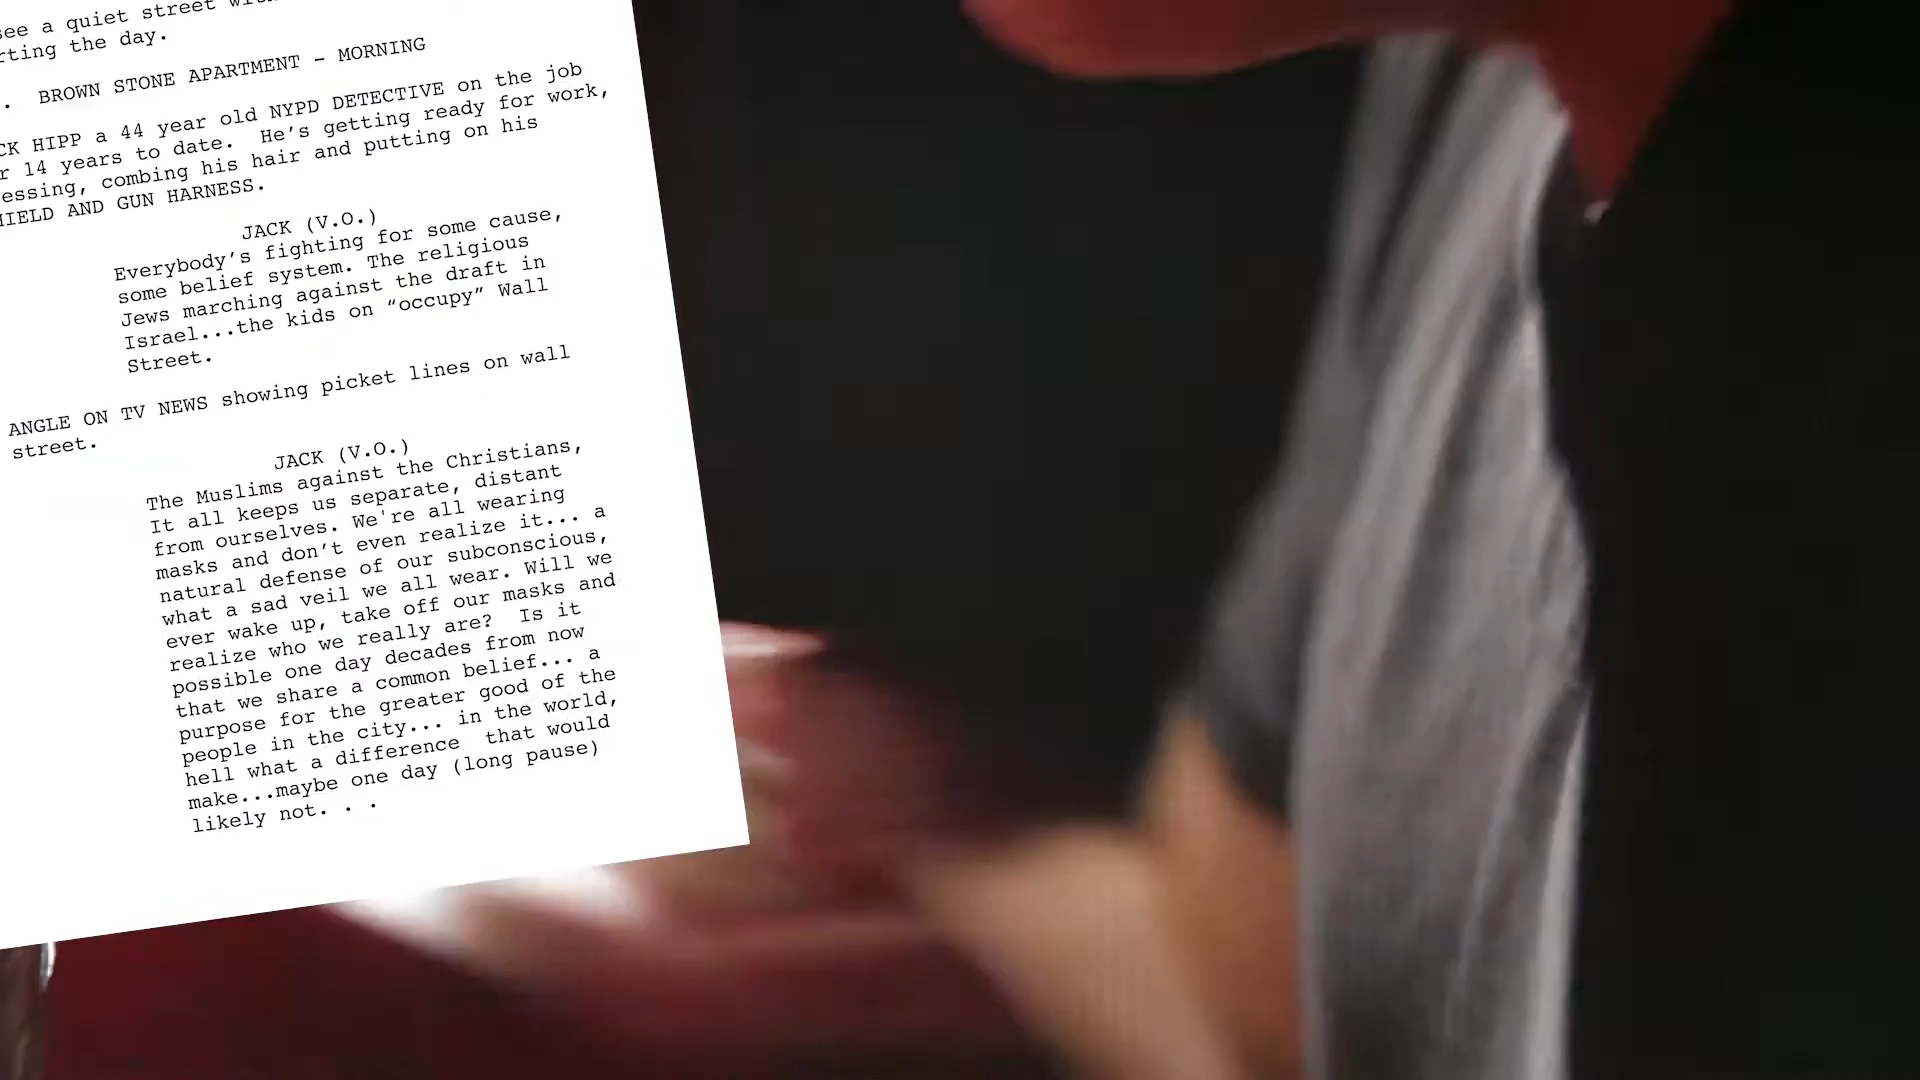 see a quiet street
rting the day.
. BROWN STONE APARTMENT - MORNING
CK HIPP a 44 year old NYPD DETECTIVE on the job
r 14 years to date.  He's getting ready for work,
essing, combing his hair and putting on his
HIELD AND GUN HARNESS.
JACK (V.O.)
Everybody's fighting for some cause,
some belief system. The religious
Jews marching against the draft in
Israel...the kids on “occupy” Wall
Street.
ANGLE ON TV NEWS showing picket lines on wall
street.
JACK (V.O.)
The Muslims against the Christians,
It all keeps us separate, distant
from ourselves. We're all wearing
masks and don't even realize it... a
natural defense of our subconscious,
what a sad veil we all wear. Will we
ever wake up, take off our masks and
realize who we really are?  Is it
possible one day decades from now
that we share a common belief... a
purpose for the greater good of the
people in the city... in the world,
hell what a difference  that would
make...maybe one day (long pause)
likely not. . .